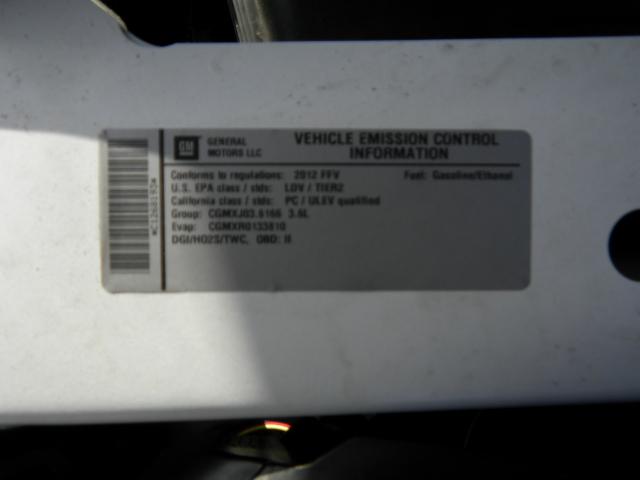 GM GENERAL MOTORS LLC
VEHICLE EMISSION CONTROL INFORMATION
Conforms to regulations: 2012 FFV Fuel: Gasoline/Ethanol
U.S. EPA class / stds: LDV / TIER2
California class / stds: PC / ULEV qualified
Group: CGMXJ03.6166 3.6L
Evap: CGMXR0133810
DGI/HO2S/TWC, OBD: II